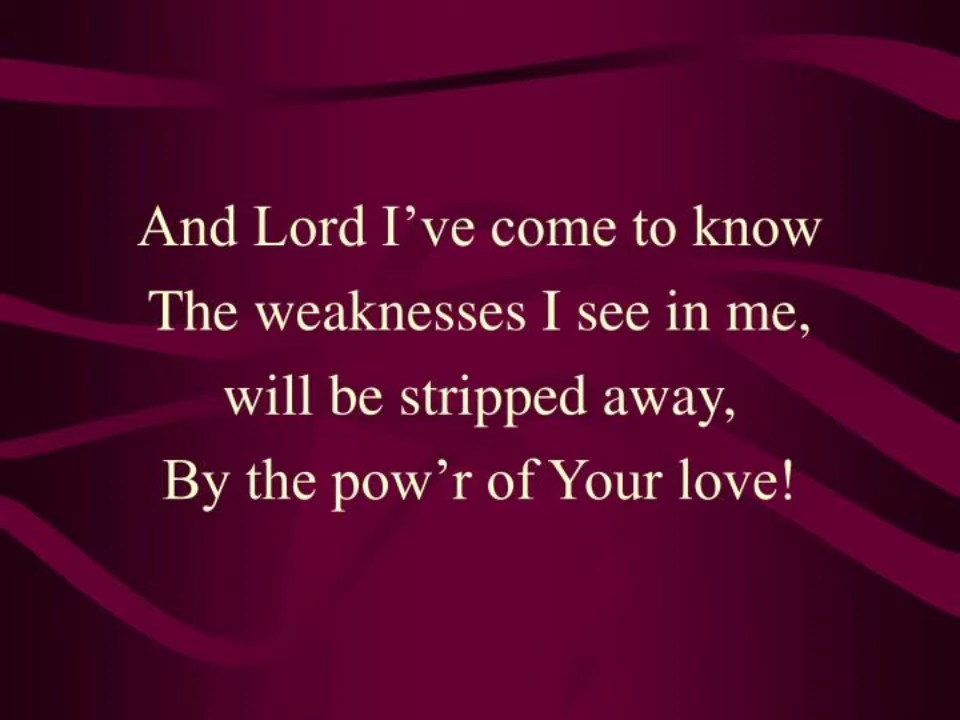 And Lord I’ve come to know
The weaknesses I see in me,
will be stripped away,
By the pow’r of Your love!